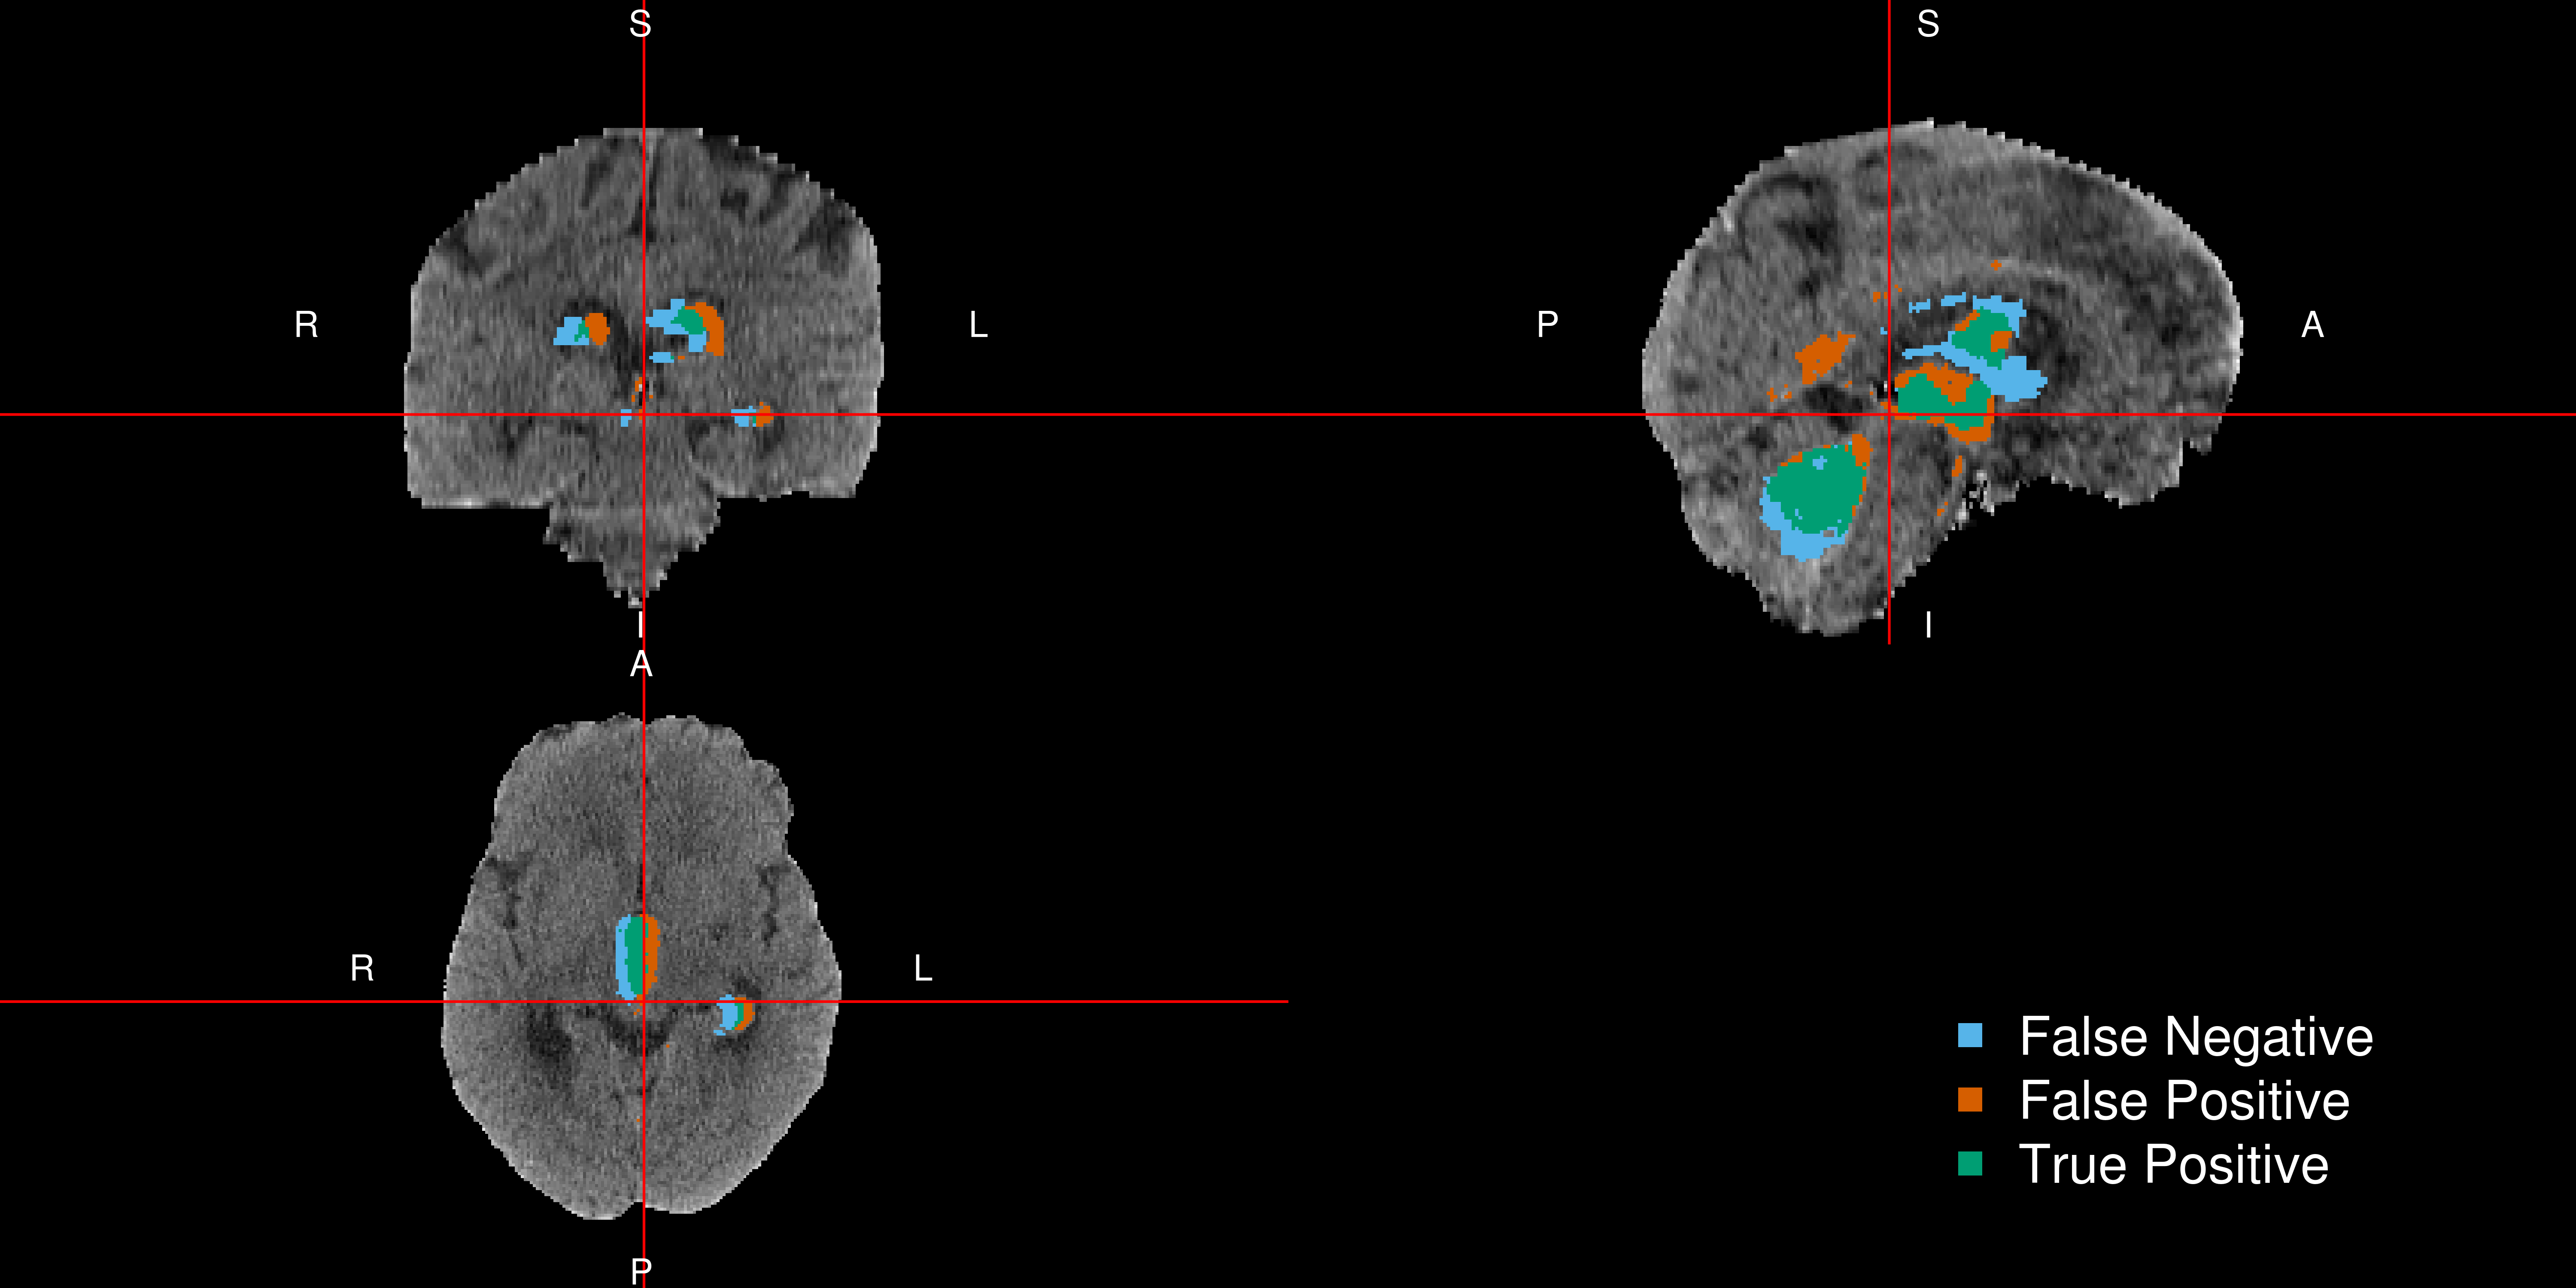 S
R
L
I
S
P
A
I
A
R
L
P
False Negative
False Positive
True Positive